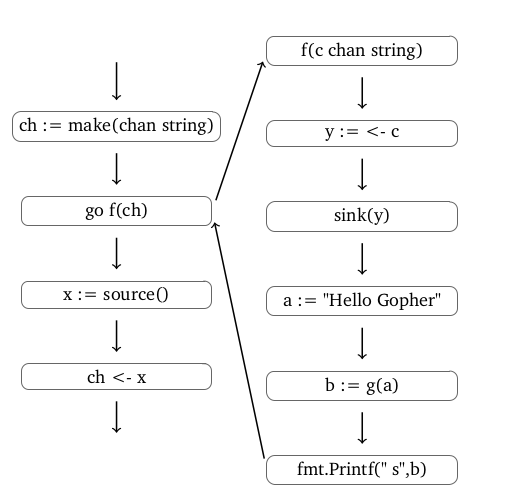 ch := make(chan string)
go f(ch)
x := source()
ch <- x
f(c chan string)
y := <- c
sink(y)
a := "Hello Gopher"
b := g(a)
fmt.Printf(" s",b)